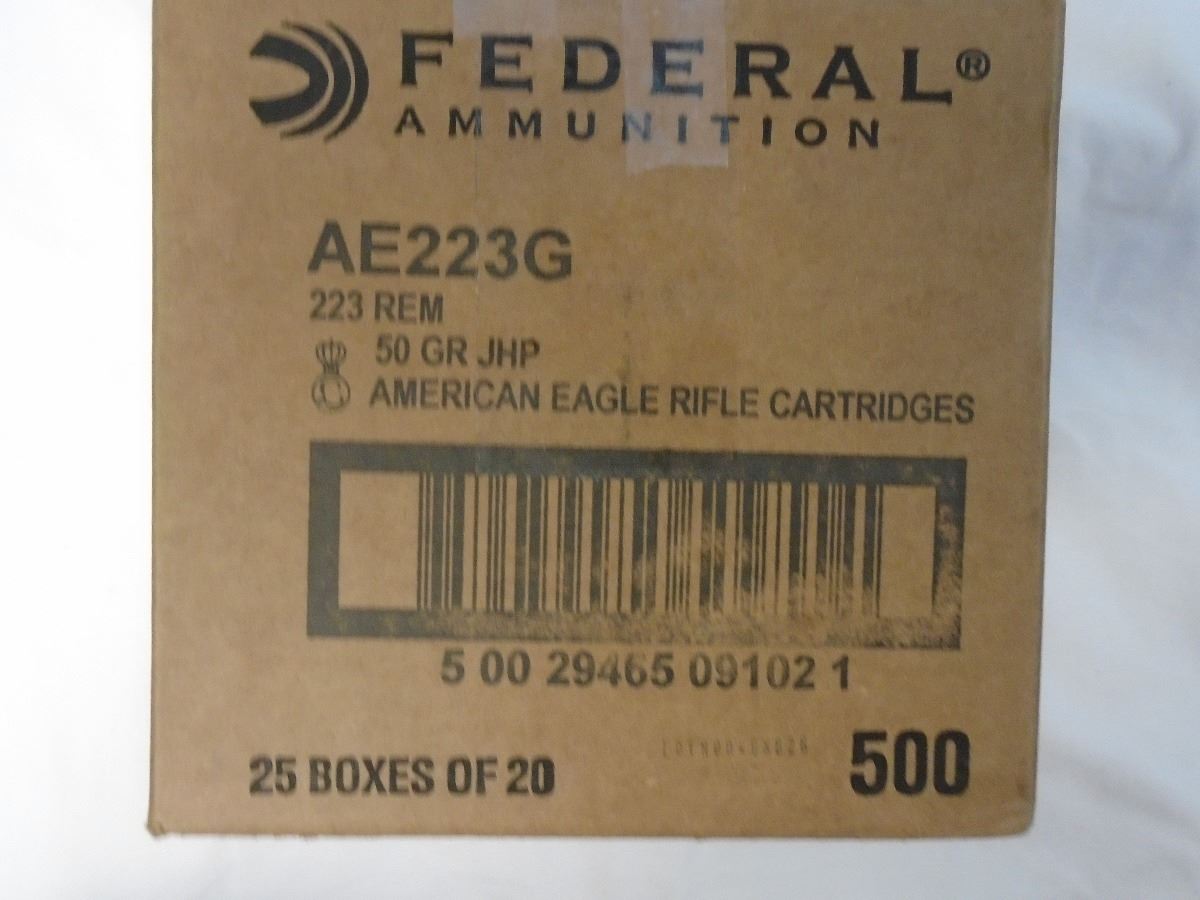 FEDERAL®
AMMUNITION
AE223G
223 REM
50 GR JHP
AMERICAN EAGLE RIFLE CARTRIDGES
5 00 29465 09102 1
25 BOXES OF 20
500